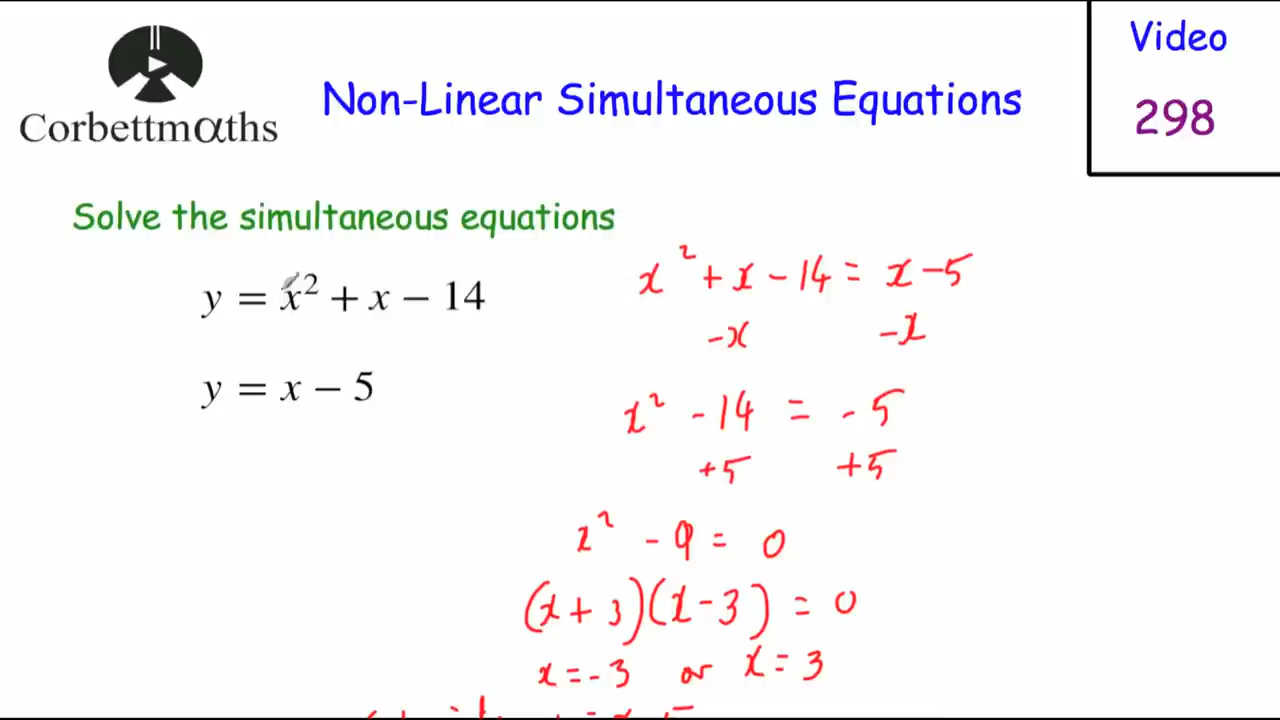 Corbettmαths
Non-Linear Simultaneous Equations
Video
298
Solve the simultaneous equations
y = x² + x − 14
y = x − 5
x² + x - 14 = x - 5
-x -x
x² - 14 = - 5
+5 +5
x² - 9 = 0
(x + 3)(x - 3) = 0
x = - 3 or x = 3